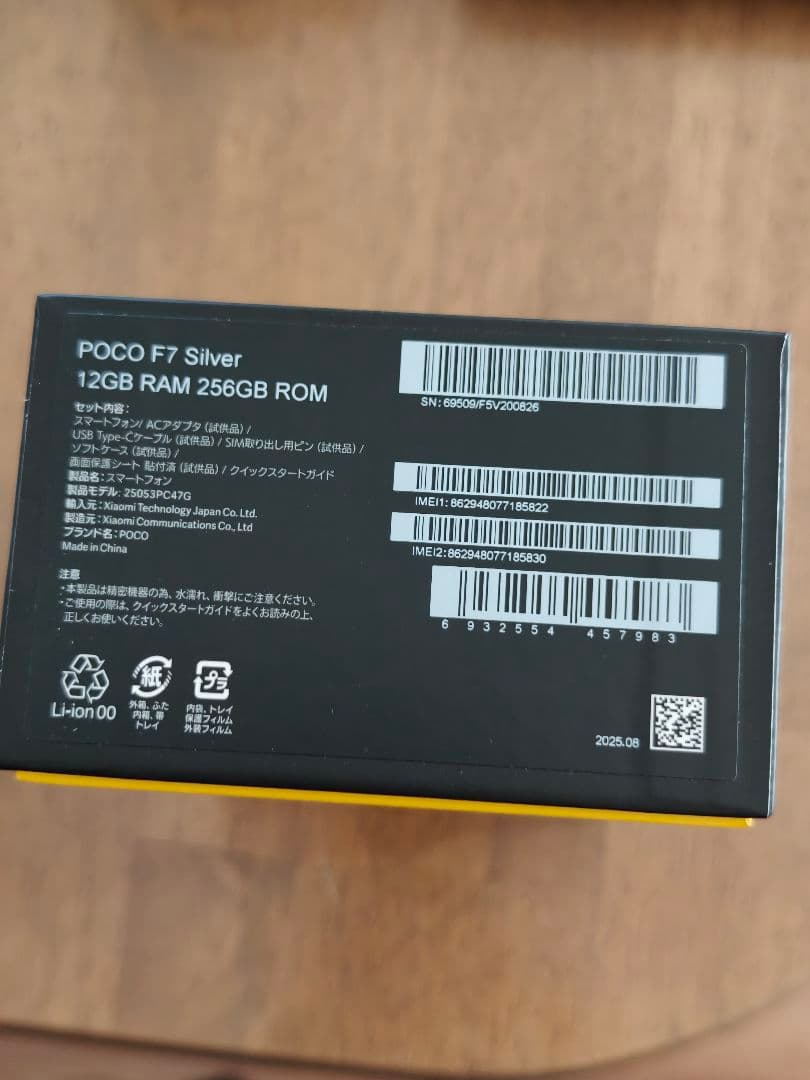 POCO F7 Silver
12GB RAM 256GB ROM
セット内容：
スマートフォン/ ACアダプタ（試供品）/
USB Type-Cケーブル（試供品）/ SIM取り出し用ピン（試供品）/
ソフトケース（試供品）/
画面保護シート 貼付済（試供品）/ クイックスタートガイド
製品名：スマートフォン
製品モデル：25053PC47G
輸入元：Xiaomi Technology Japan Co. Ltd.
製造元：Xiaomi Communications Co., Ltd
ブランド名：POCO
Made in China
注意
・本製品は精密機器の為、水濡れ、衝撃にご注意ください。
・ご使用の際は、クイックスタートガイドをよくお読みの上、
正しくお使いください。
Li-ion 00
紙
外箱、ふた
内箱、帯
トレイ
プラ
内袋、トレイ
保護フィルム
外装フィルム
SN: 69509/F5V200826
IMEI1: 862948077185822
IMEI2: 862948077185830
6 932554 457983
2025.08